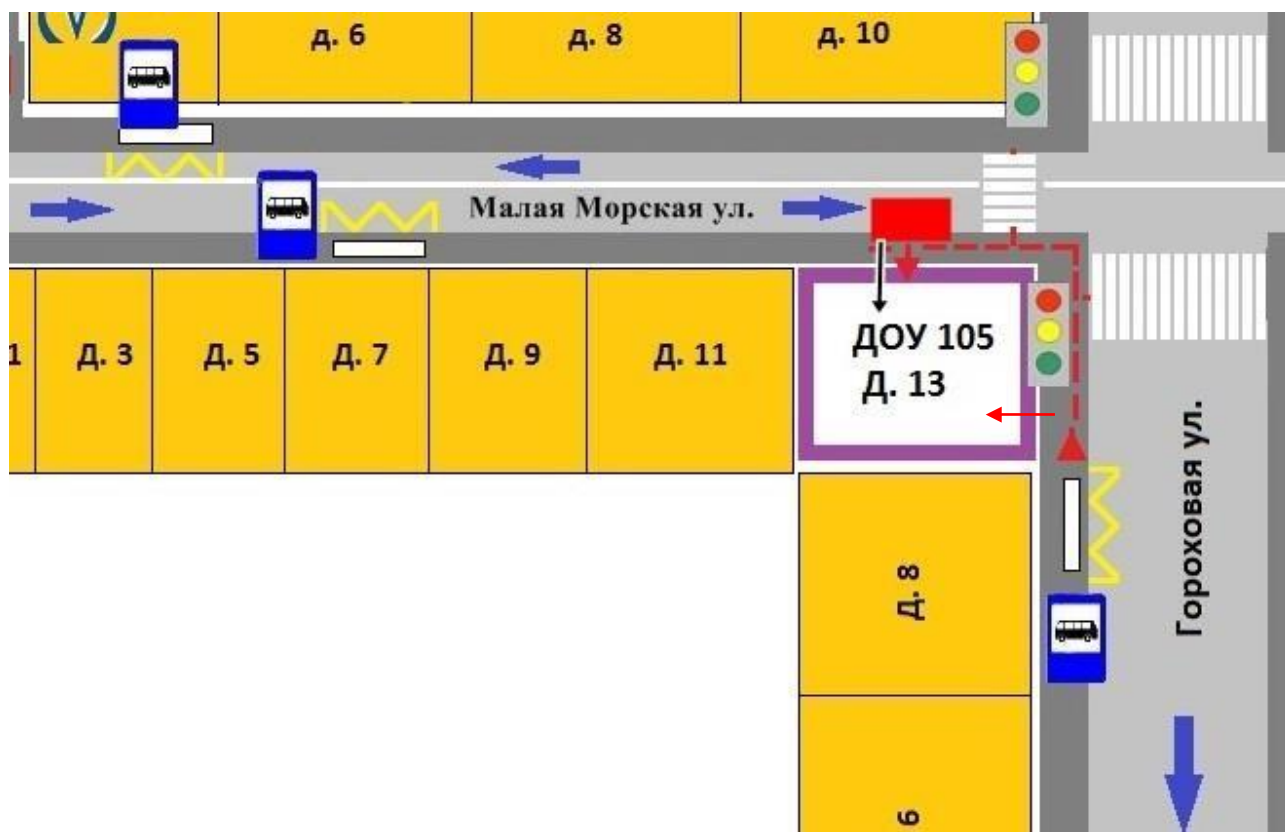 д. 6
д. 8
д. 10
Малая Морская ул.
1
Д. 3
Д. 5
Д. 7
Д. 9
Д. 11
ДОУ 105
Д. 13
Гороховая ул.
Д. 8
6